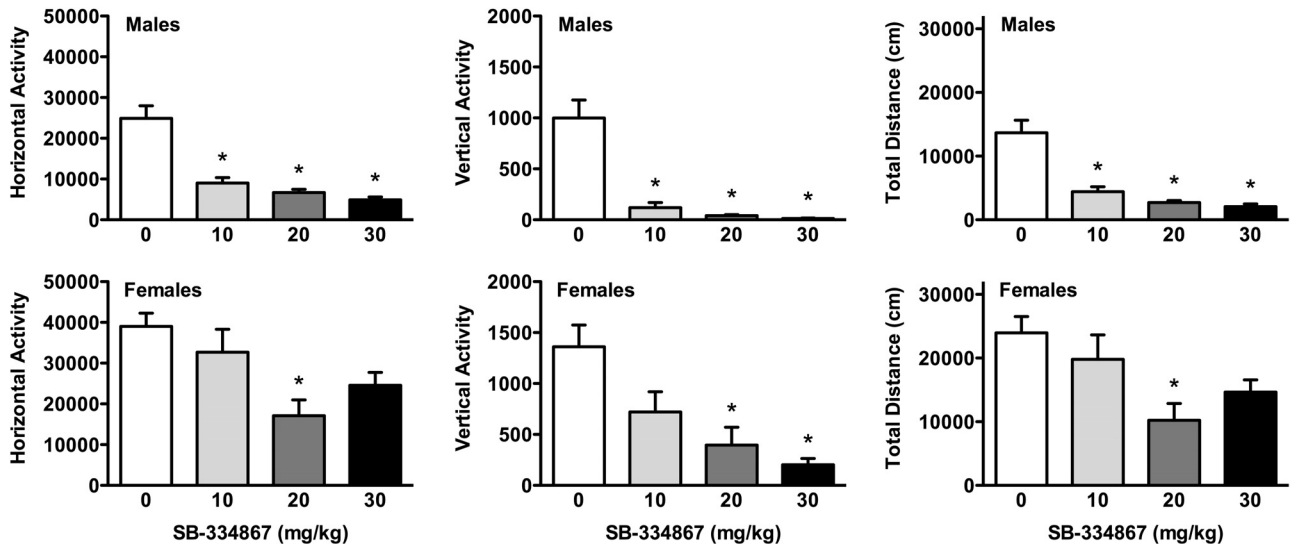 Males
Horizontal Activity
50000
40000
30000
20000
10000
0
* * *
0 10 20 30
Males
Vertical Activity
2000
1500
1000
500
0
* * *
0 10 20 30
Males
Total Distance (cm)
30000
20000
10000
0
* * *
0 10 20 30
Females
Horizontal Activity
50000
40000
30000
20000
10000
0
*
0 10 20 30
SB-334867 (mg/kg)
Females
Vertical Activity
2000
1500
1000
500
0
* *
0 10 20 30
SB-334867 (mg/kg)
Females
Total Distance (cm)
30000
20000
10000
0
*
0 10 20 30
SB-334867 (mg/kg)